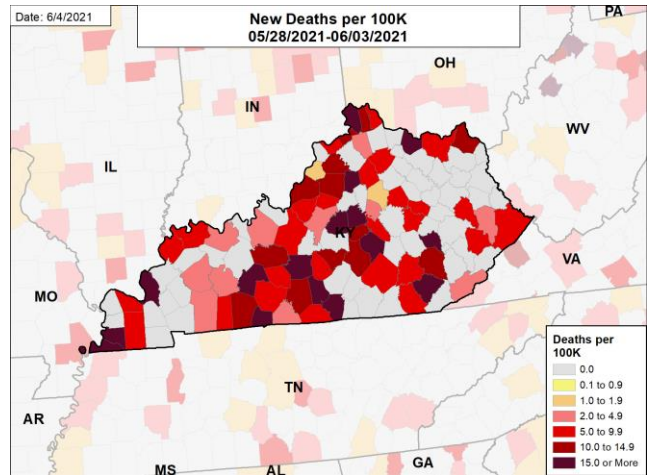 Date: 6/4/2021
New Deaths per 100K
05/28/2021-06/03/2021
PA
OH
IN
WV
IL
KY
VA
MO
TN
AR
MS
AL
GA
Deaths per
100K
0.0
0.1 to 0.9
1.0 to 1.9
2.0 to 4.9
5.0 to 9.9
10.0 to 14.9
15.0 or More